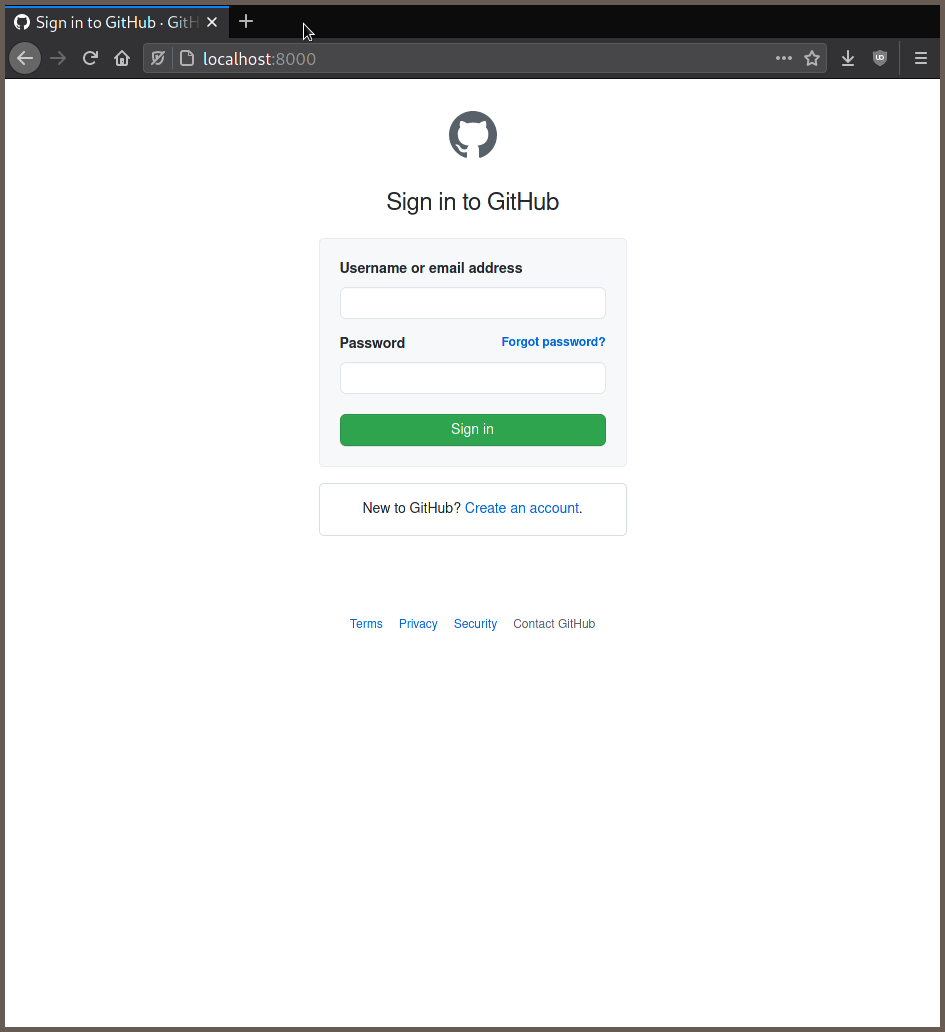 Sign in to GitHub · GitH
localhost:8000
Sign in to GitHub
Username or email address
Password Forgot password?
Sign in
New to GitHub? Create an account.
Terms Privacy Security Contact GitHub